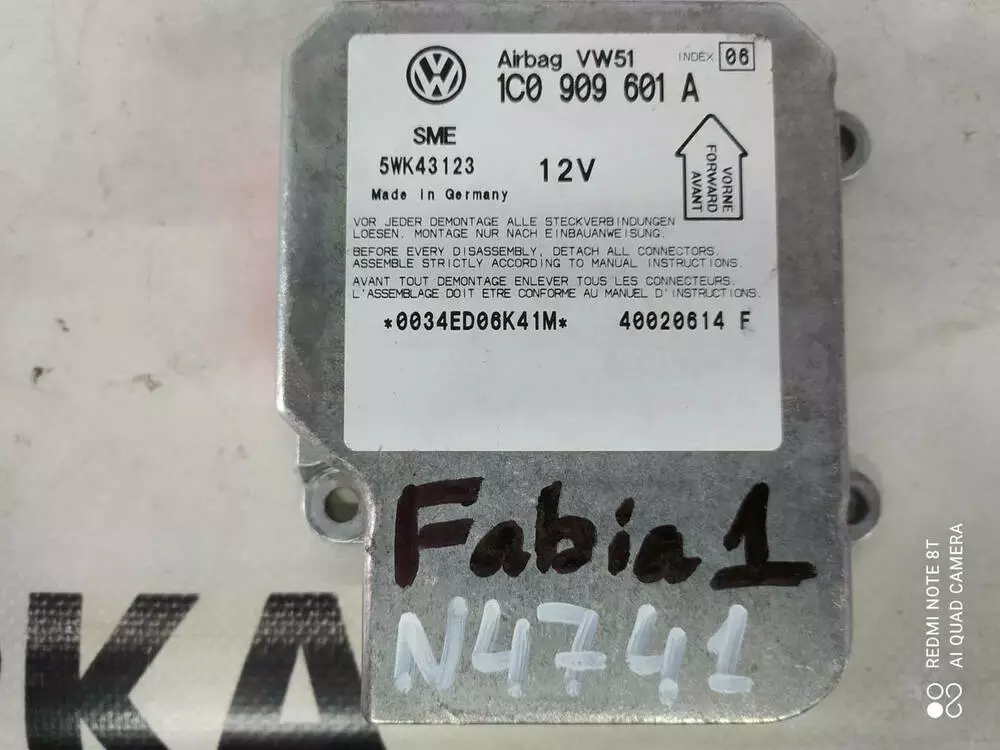 Airbag VW51 INDEX 06
1C0 909 601 A
SME
5WK43123 12V
Made in Germany
VORNE
FORWARD
AVANT
VOR JEDER DEMONTAGE ALLE STECKVERBINDUNGEN
LOESEN. MONTAGE NUR NACH EINBAUANWEISUNG.
BEFORE EVERY DISASSEMBLY, DETACH ALL CONNECTORS.
ASSEMBLE STRICTLY ACCORDING TO MANUAL INSTRUCTIONS.
AVANT TOUT DEMONTAGE ENLEVER TOUS LES CONNECTEURS.
L'ASSEMBLAGE DOIT ETRE CONFORME AU MANUEL D'INSTRUCTIONS.
*0034ED06K41M* 40020614 F
Fabia 1
N4741
KA
REDMI NOTE 8T
AI QUAD CAMERA